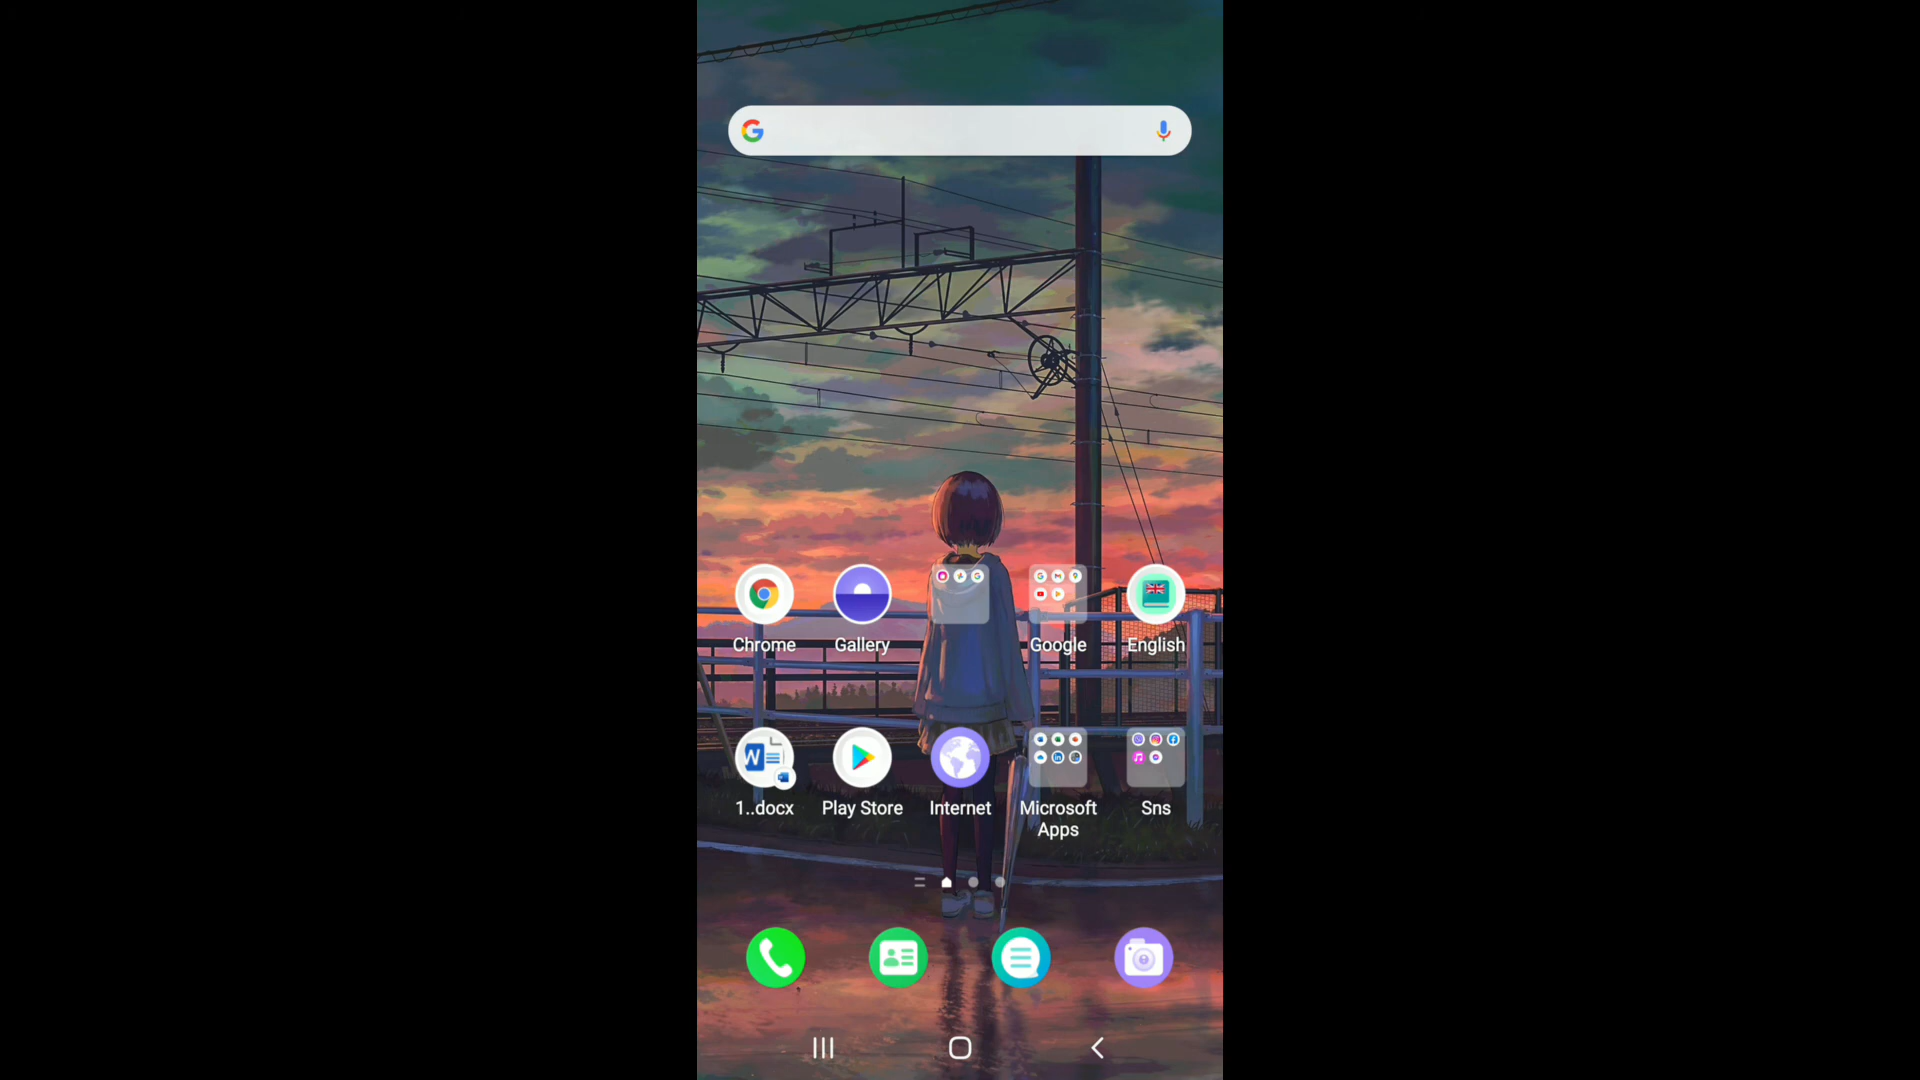 Chrome
Gallery
Google
English
1..docx
Play Store
Internet
Microsoft
Apps
Sns